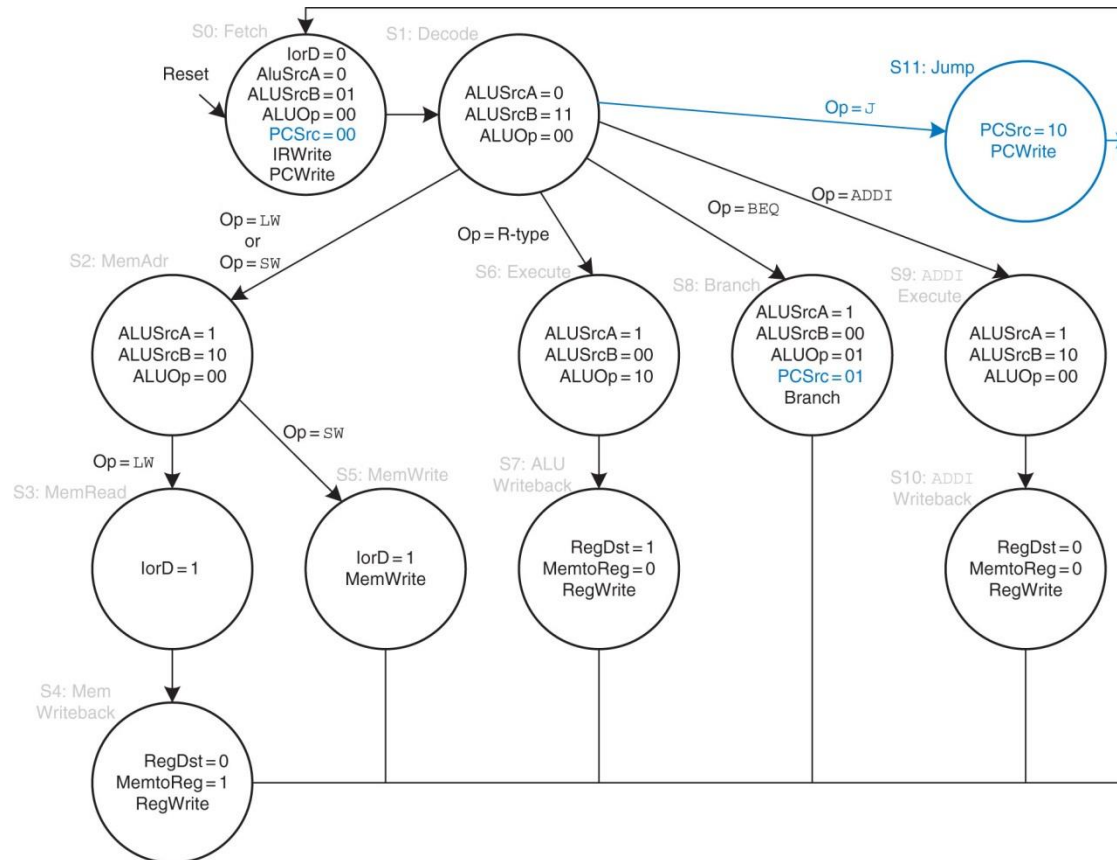 S0: Fetch
Reset
IorD = 0
AluSrcA = 0
ALUSrcB = 01
ALUOp = 00
PCSrc = 00
IRWrite
PCWrite
S1: Decode
ALUSrcA = 0
ALUSrcB = 11
ALUOp = 00
S11: Jump
Op = J
PCSrc = 10
PCWrite
Op = LW
or
Op = SW
Op = R-type
Op = BEQ
Op = ADDI
S2: MemAdr
ALUSrcA = 1
ALUSrcB = 10
ALUOp = 00
S6: Execute
ALUSrcA = 1
ALUSrcB = 00
ALUOp = 10
S8: Branch
ALUSrcA = 1
ALUSrcB = 00
ALUOp = 01
PCSrc = 01
Branch
S9: ADDI
Execute
ALUSrcA = 1
ALUSrcB = 10
ALUOp = 00
Op = LW
Op = SW
S3: MemRead
IorD = 1
S5: MemWrite
IorD = 1
MemWrite
S7: ALU
Writeback
RegDst = 1
MemtoReg = 0
RegWrite
S10: ADDI
Writeback
RegDst = 0
MemtoReg = 0
RegWrite
S4: Mem
Writeback
RegDst = 0
MemtoReg = 1
RegWrite